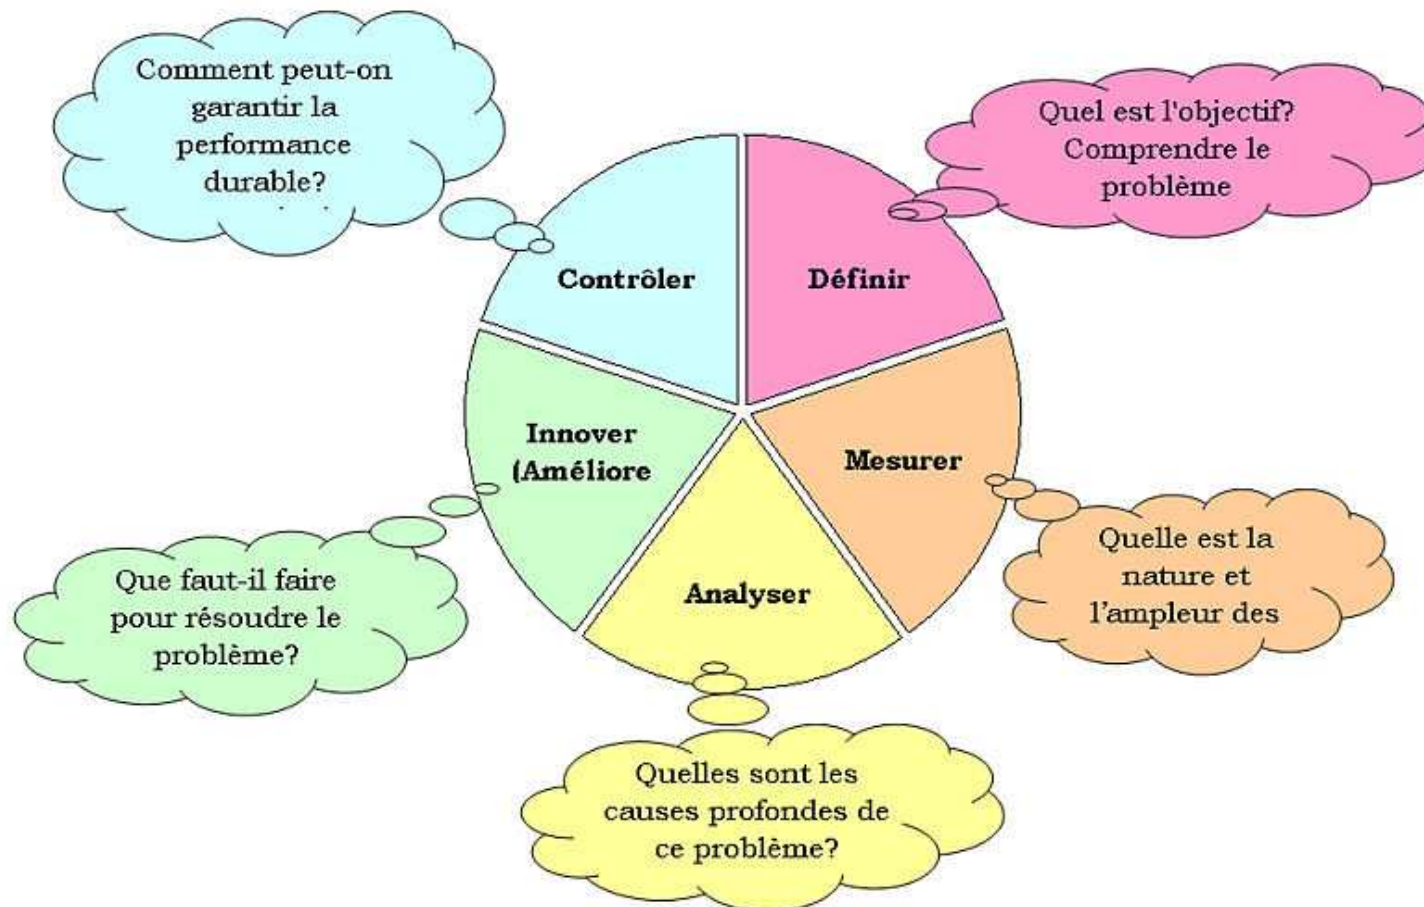 Comment peut-on
garantir la
performance
durable?
Quel est l'objectif?
Comprendre le
problème
Contrôler
Définir
Innover
(Améliore
Mesurer
Analyser
Que faut-il faire
pour résoudre le
problème?
Quelle est la
nature et
l’ampleur des
Quelles sont les
causes profondes de
ce problème?